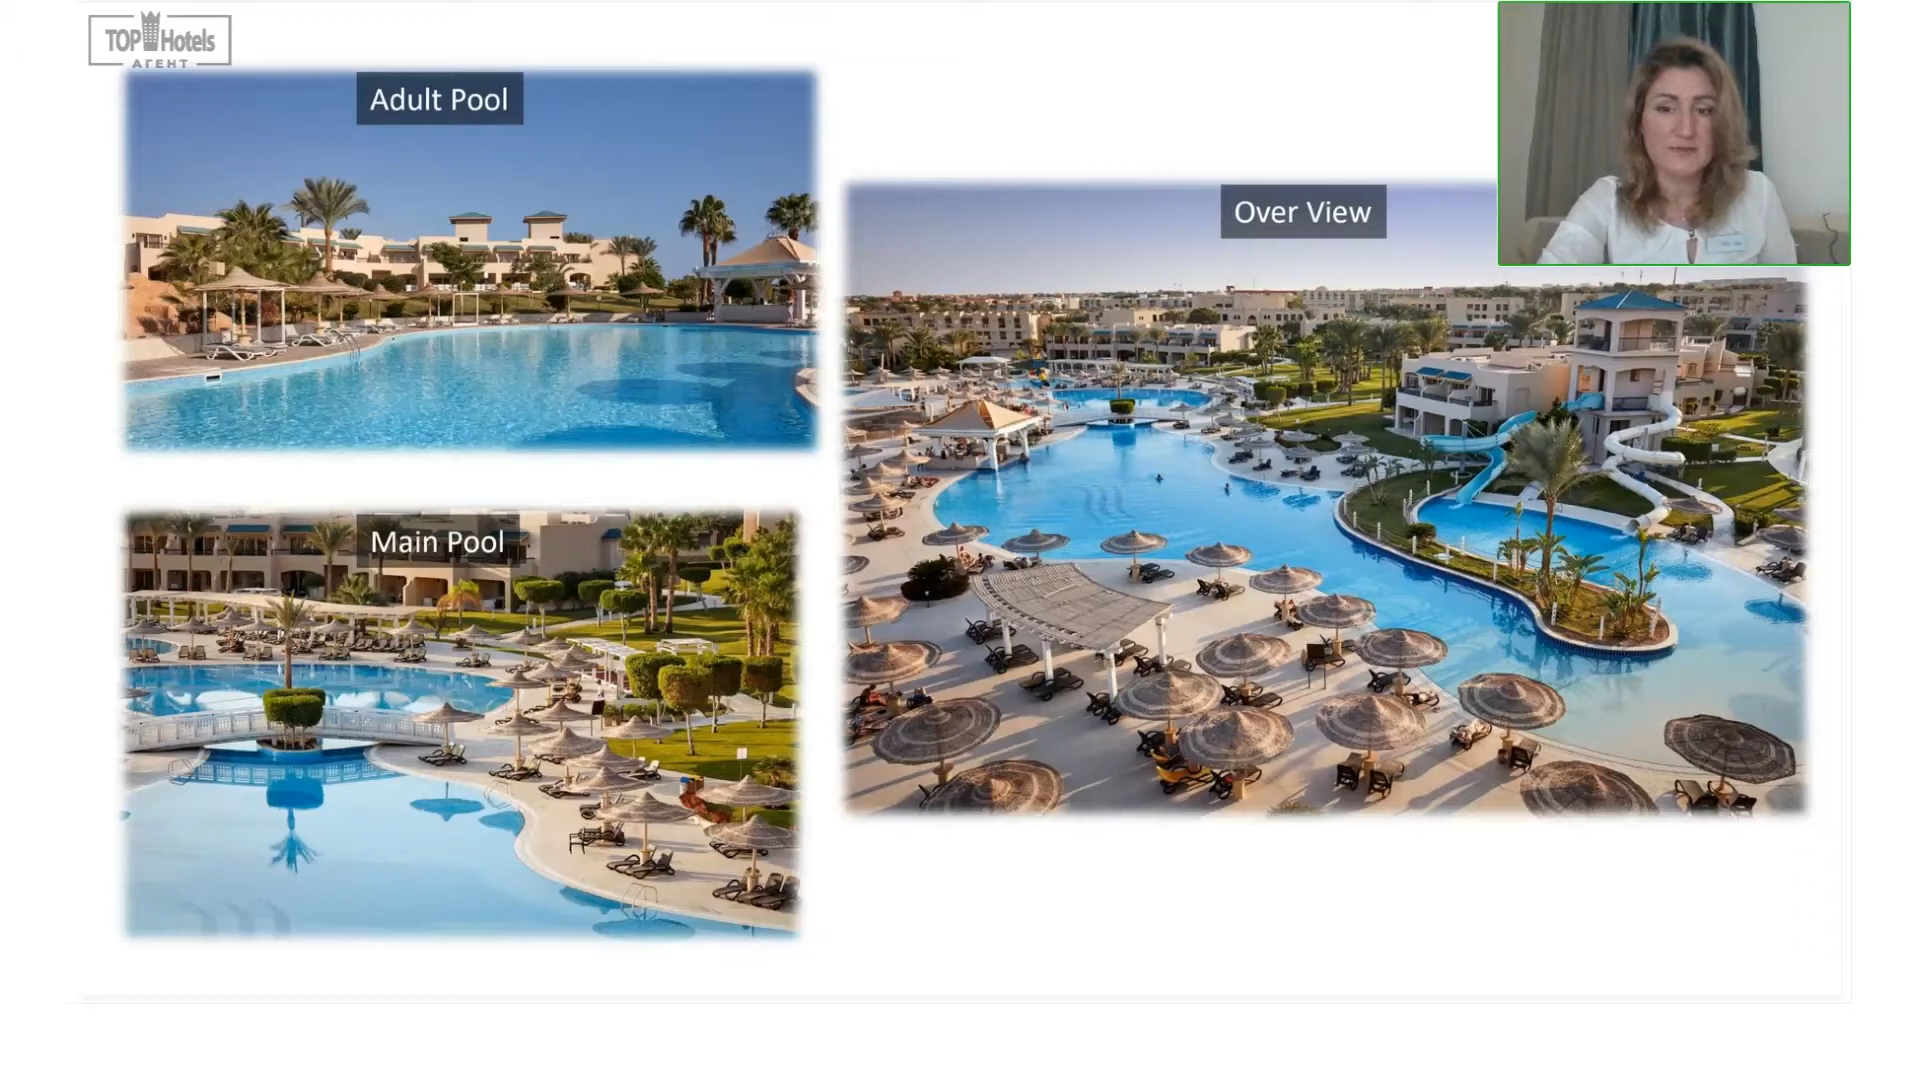 TOP Hotels
АГЕНТ
Adult Pool
Over View
Main Pool